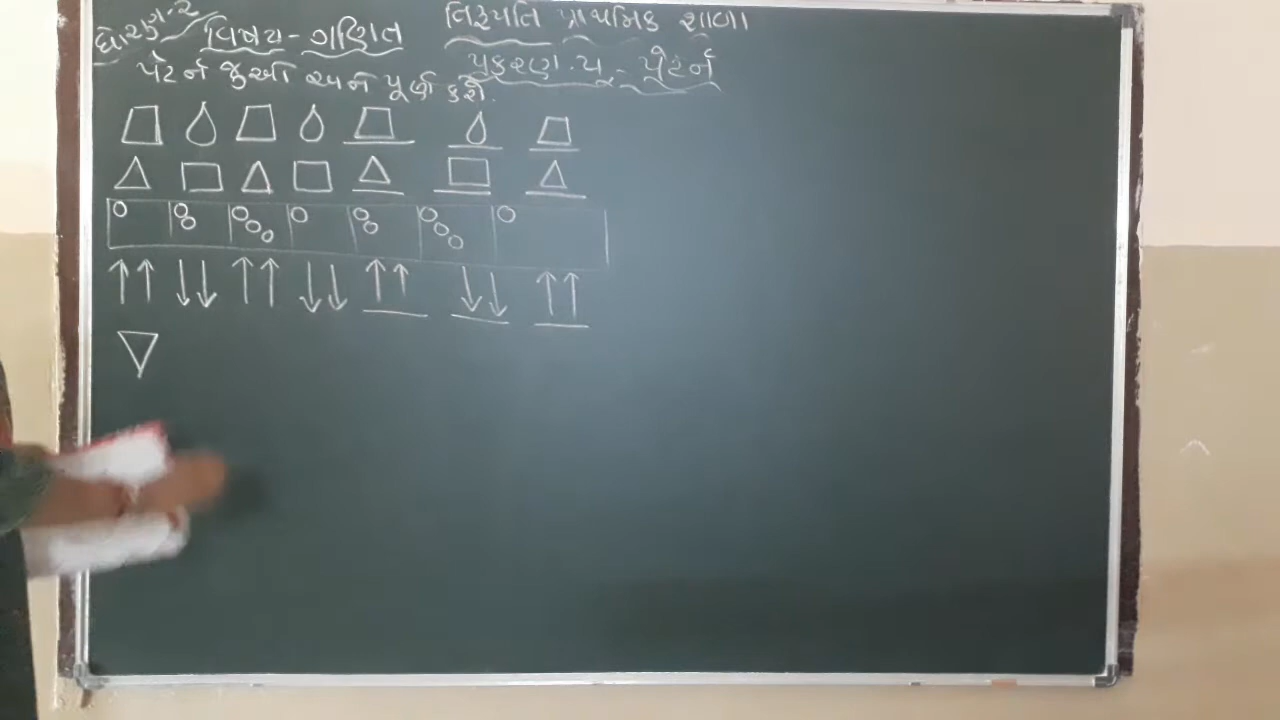 ધોરણ-૨ વિષય-ગણિત તિરૂપતિ પ્રાથમિક શાળા
પ્રકરણ.૫ - પેટર્ન
પેટર્ન જુઓ અને પૂર્ણ કરો.